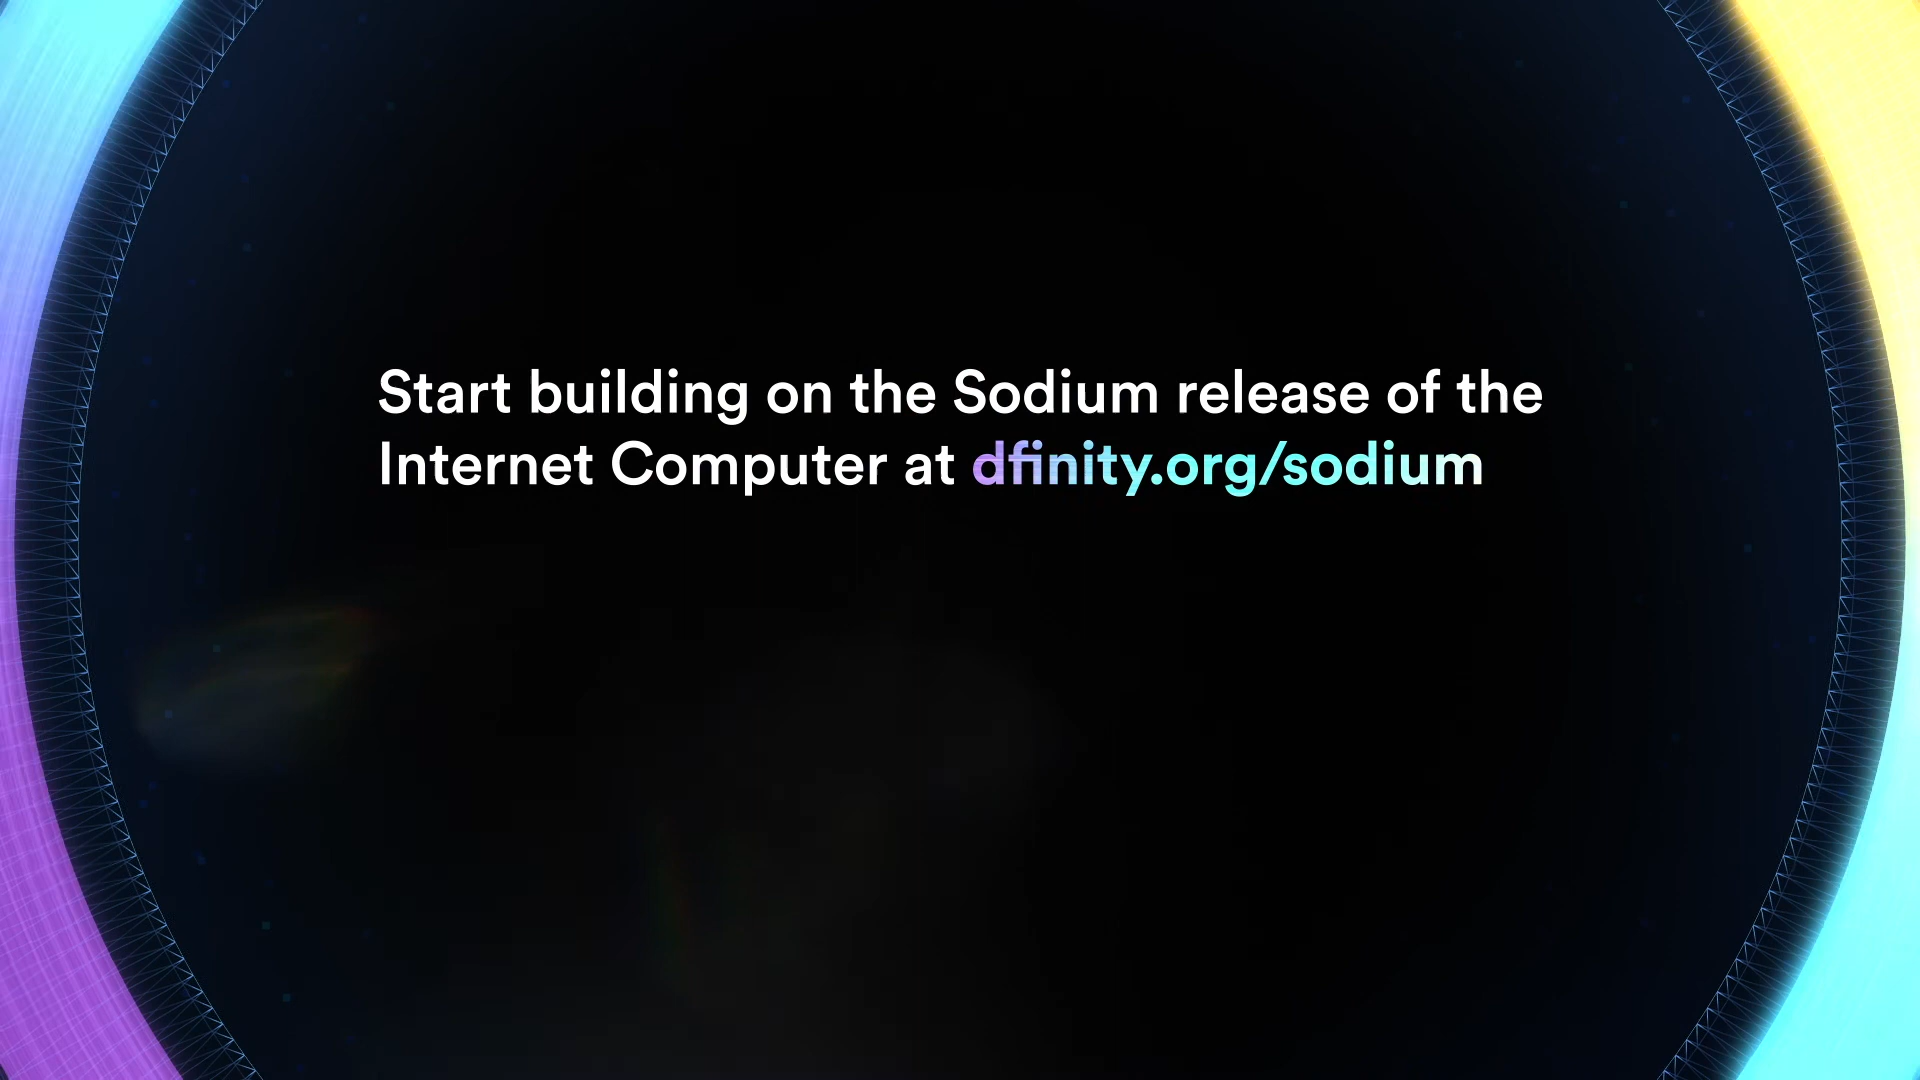 Start building on the Sodium release of the
Internet Computer at dfinity.org/sodium